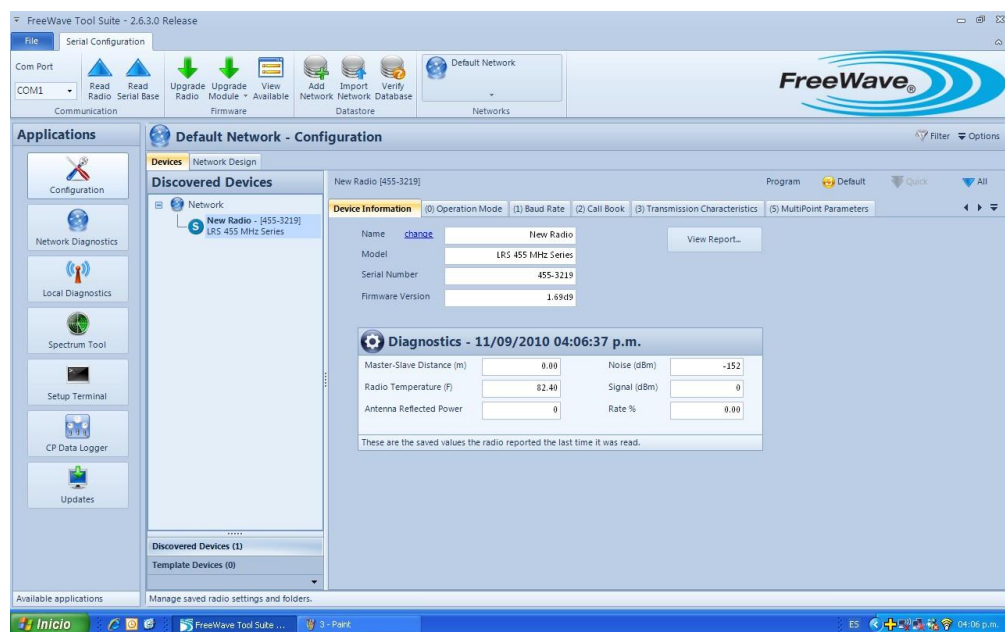 FreeWave Tool Suite - 2.6.3.0 Release
File
Serial Configuration
Com Port
COM1
Read Radio
Read Serial Base
Communication
Upgrade Radio
Upgrade Module
View Available
Firmware
Add Network
Import Network
Verify Database
Datastore
Default Network
Networks
FreeWave®
Applications
Configuration
Network Diagnostics
Local Diagnostics
Spectrum Tool
Setup Terminal
CP Data Logger
Updates
Available applications
Default Network - Configuration
Filter
Options
Devices
Network Design
Discovered Devices
Network
S
New Radio - [455-3219]
LRS 455 MHz Series
Discovered Devices (1)
Template Devices (0)
Manage saved radio settings and folders.
New Radio [455-3219]
Program
Default
Quick
All
Device Information
(0) Operation Mode
(1) Baud Rate
(2) Call Book
(3) Transmission Characteristics
(5) MultiPoint Parameters
Name change New Radio
View Report...
Model LRS 455 MHz Series
Serial Number 455-3219
Firmware Version 1.69d9
Diagnostics - 11/09/2010 04:06:37 p.m.
Master-Slave Distance (m) 0.00 Noise (dBm) -152
Radio Temperature (F) 82.40 Signal (dBm) 0
Antenna Reflected Power 0 Rate % 0.00
These are the saved values the radio reported the last time it was read.
Inicio
FreeWave Tool Suite ...
3 - Paint
ES
04:06 p.m.